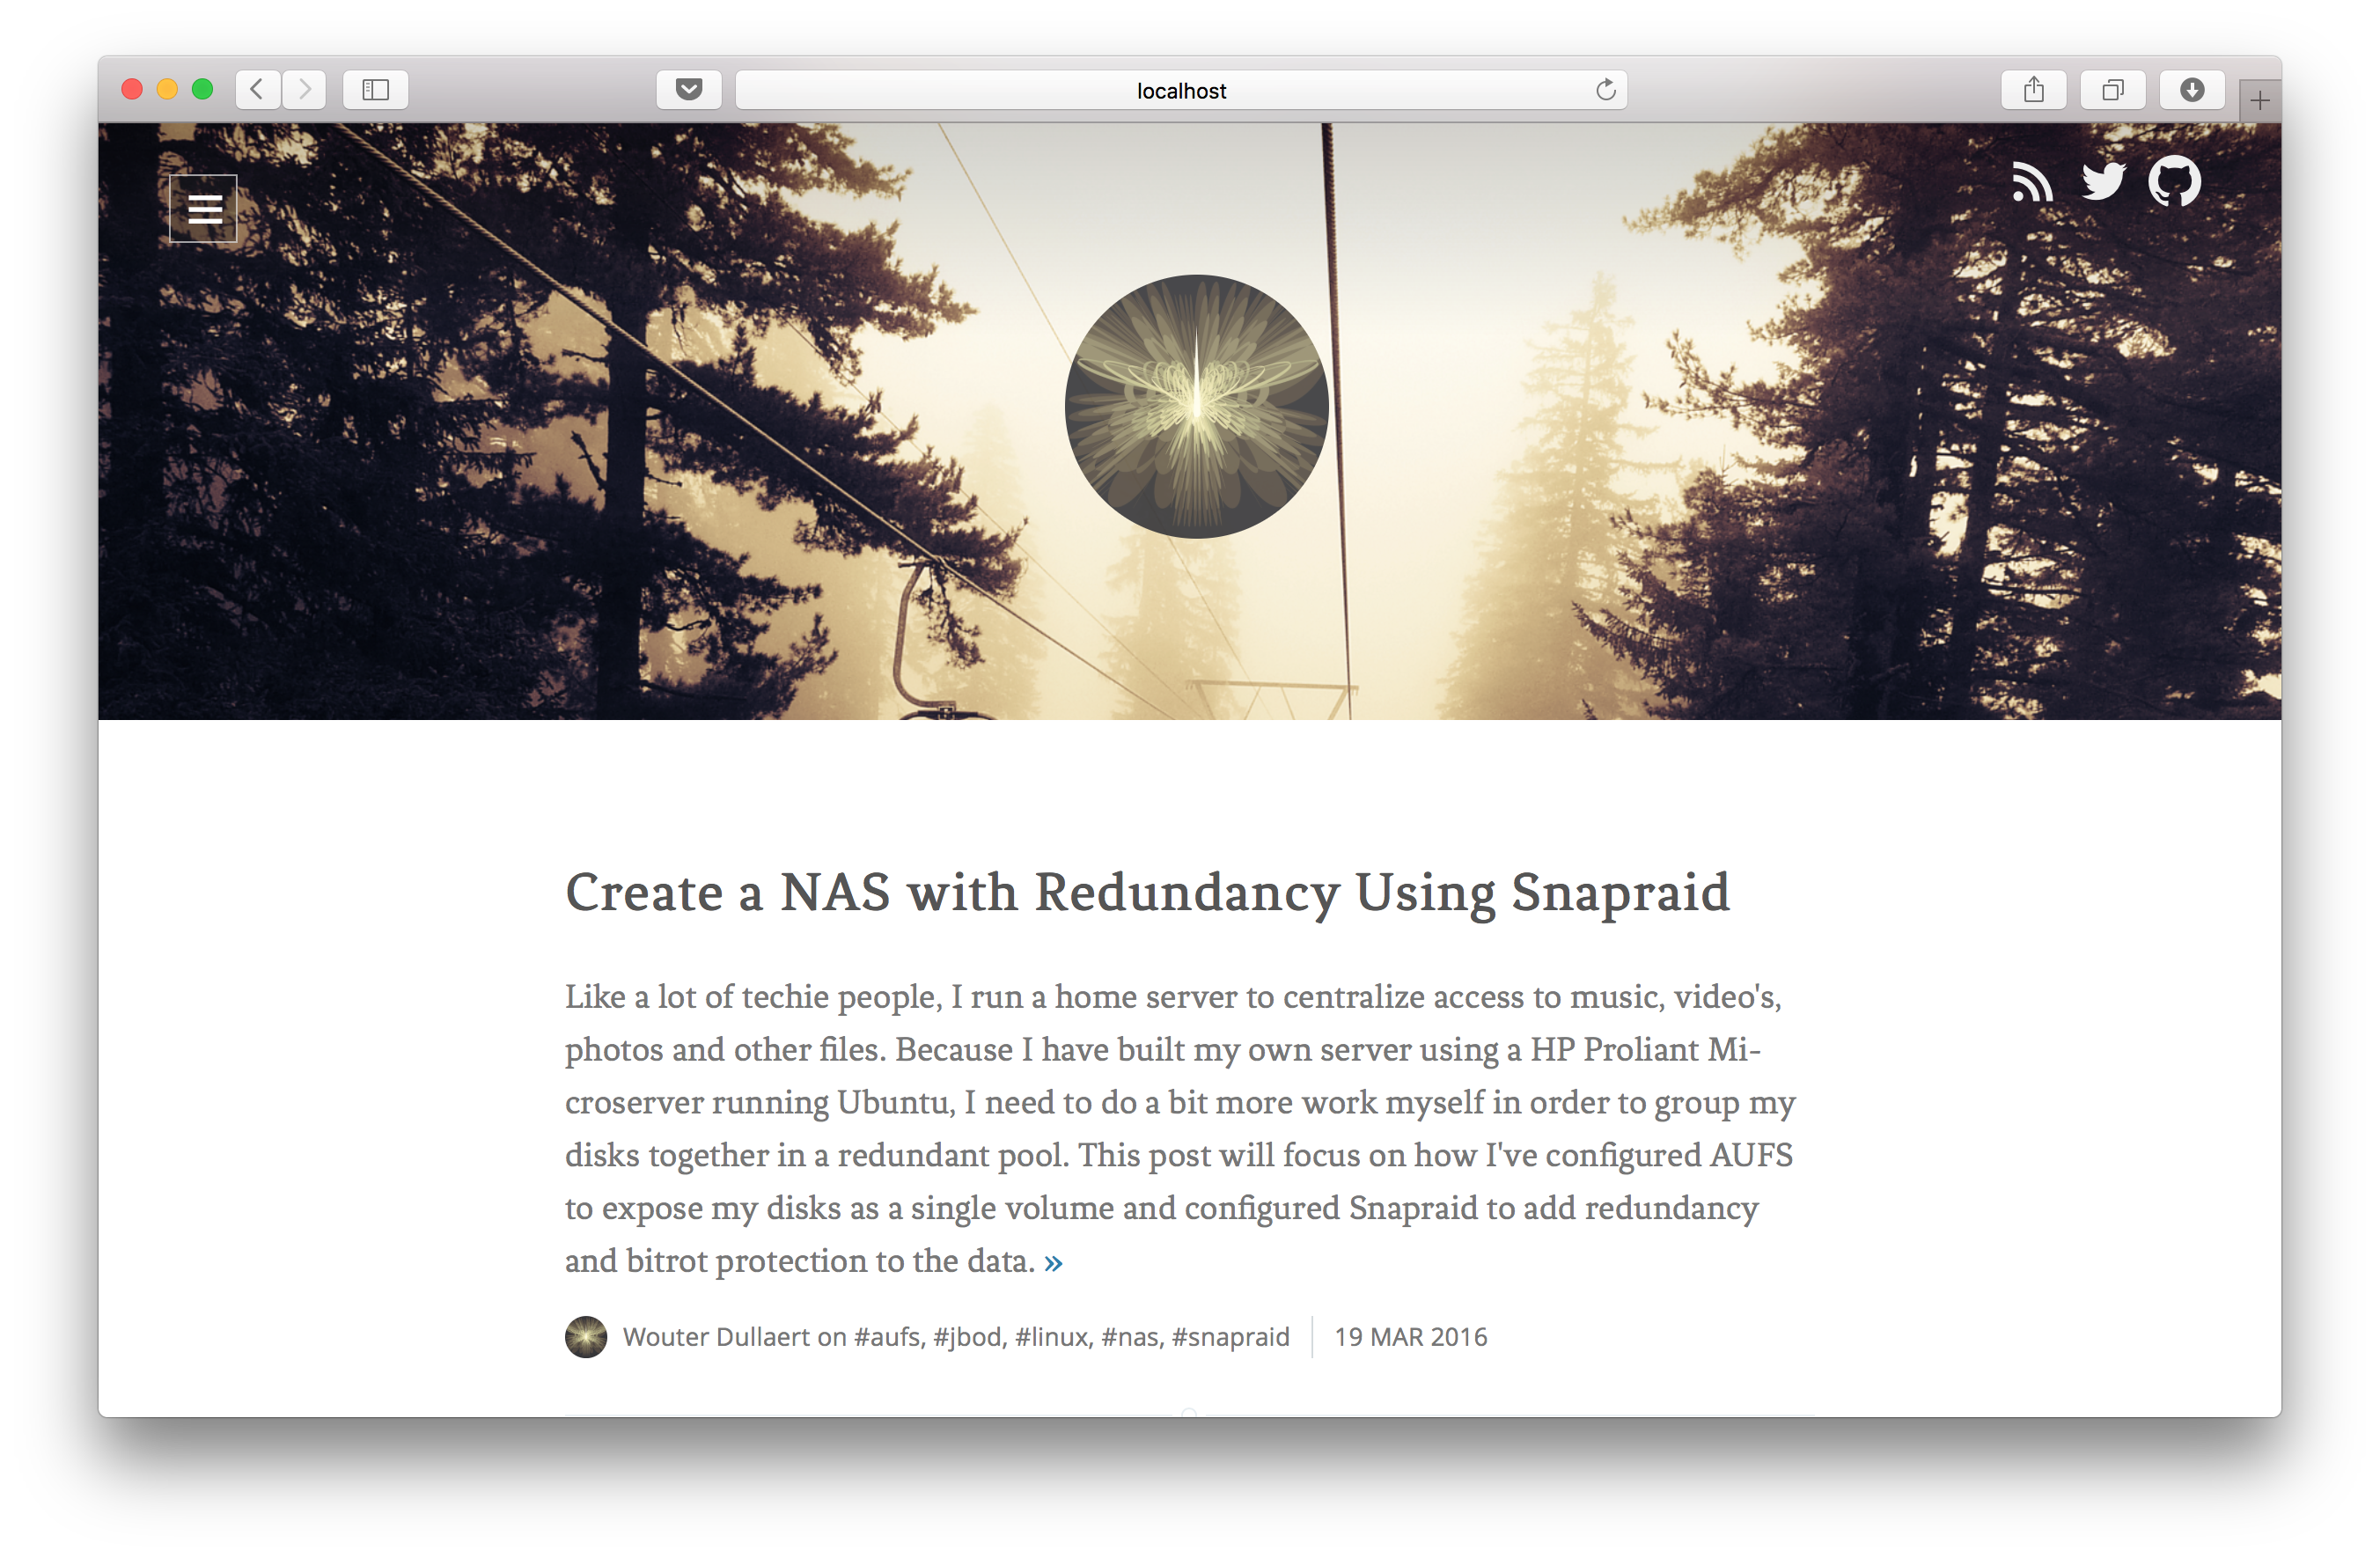 localhost
Create a NAS with Redundancy Using Snapraid
Like a lot of techie people, I run a home server to centralize access to music, video's,
photos and other files. Because I have built my own server using a HP Proliant Mi-
croserver running Ubuntu, I need to do a bit more work myself in order to group my
disks together in a redundant pool. This post will focus on how I've configured AUFS
to expose my disks as a single volume and configured Snapraid to add redundancy
and bitrot protection to the data. »
Wouter Dullaert on #aufs, #jbod, #linux, #nas, #snapraid 19 MAR 2016